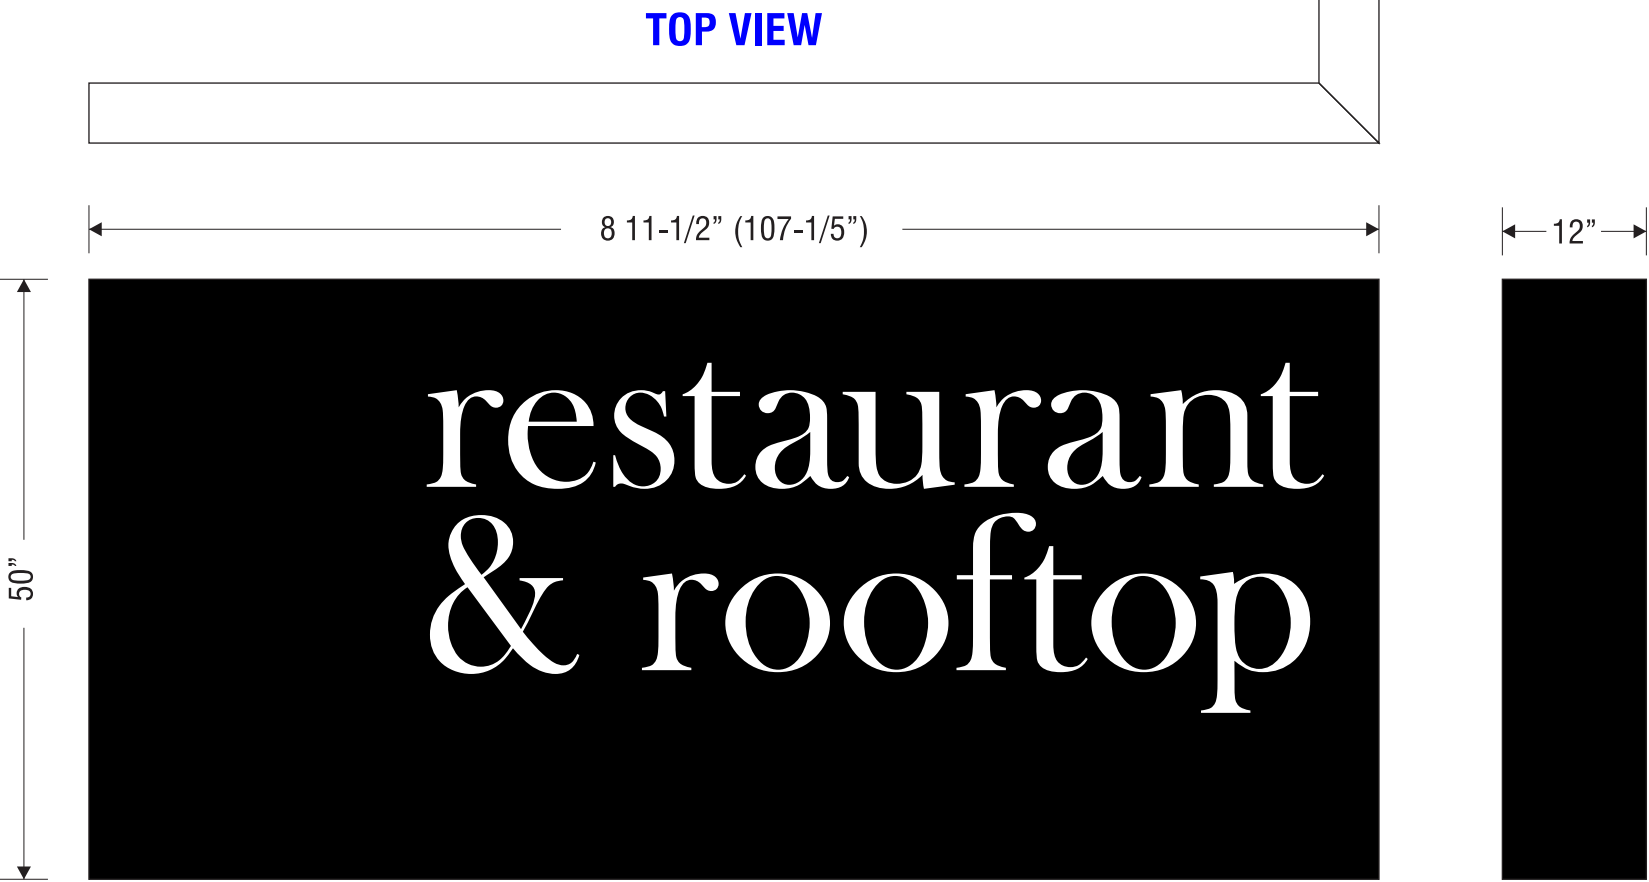 TOP VIEW
8 11-1/2” (107-1/5”)
12”
50”
restaurant
& rooftop